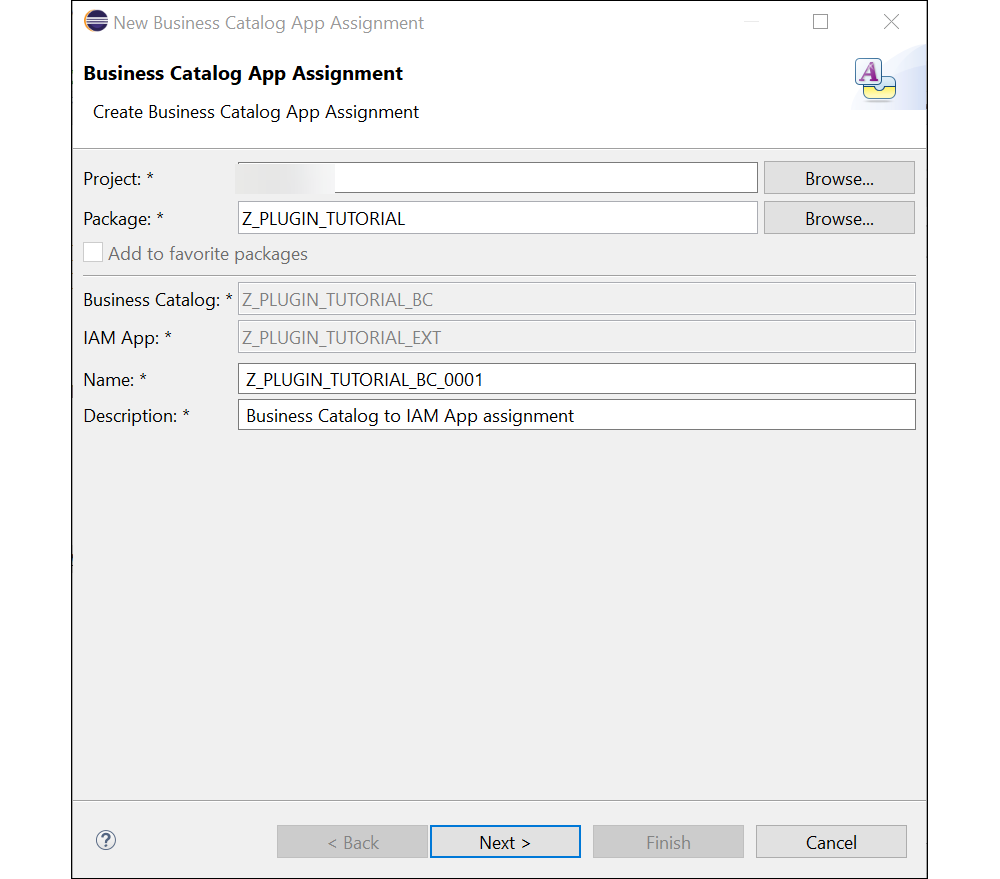 New Business Catalog App Assignment
Business Catalog App Assignment
Create Business Catalog App Assignment
Project: * Browse...
Package: * Z_PLUGIN_TUTORIAL Browse...
Add to favorite packages
Business Catalog: * Z_PLUGIN_TUTORIAL_BC
IAM App: * Z_PLUGIN_TUTORIAL_EXT
Name: * Z_PLUGIN_TUTORIAL_BC_0001
Description: * Business Catalog to IAM App assignment
? < Back Next > Finish Cancel